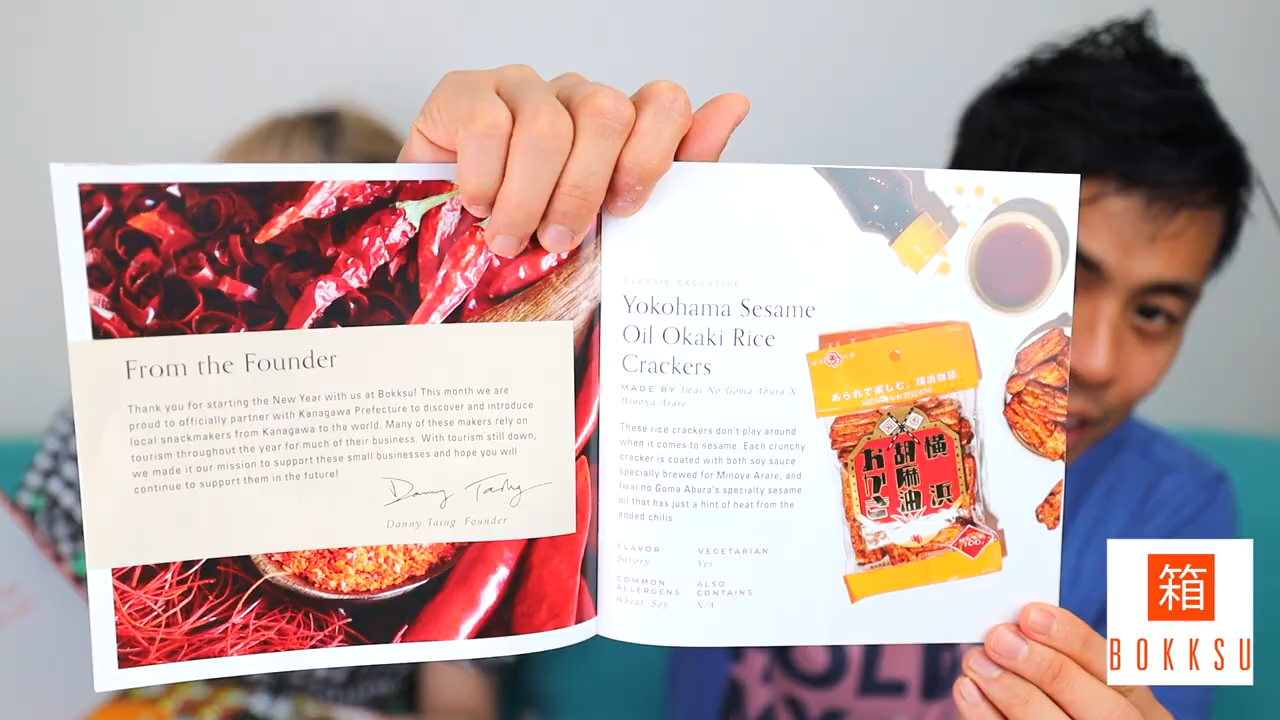 From the Founder
Thank you for starting the New Year with us at Bokksu! This month we are
proud to officially partner with Kanagawa Prefecture to discover and introduce
local snackmakers from Kanagawa to the world. Many of these makers rely on
tourism throughout the year for much of their business. With tourism still down,
we made it our mission to support these small businesses and hope you will
continue to support them in the future!
Danny Taing
Danny Taing Founder
CLASSIC EXCLUSIVE
Yokohama Sesame
Oil Okaki Rice
Crackers
MADE BY Iwai No Goma Abura X
Minoya Arare
These rice crackers don't play around
when it comes to sesame. Each crunchy
cracker is coated with both soy sauce
specially brewed for Minoya Arare, and
Iwai no Goma Abura's specialty sesame
oil that has just a hint of heat from the
added chilis.
FLAVOR
Savory
VEGETARIAN
Yes
COMMON
ALLERGENS
Wheat Soy
ALSO
CONTAINS
N/A
あられで楽しむ、横浜物語
横浜
胡麻油
おかき
箱
BOKKSU